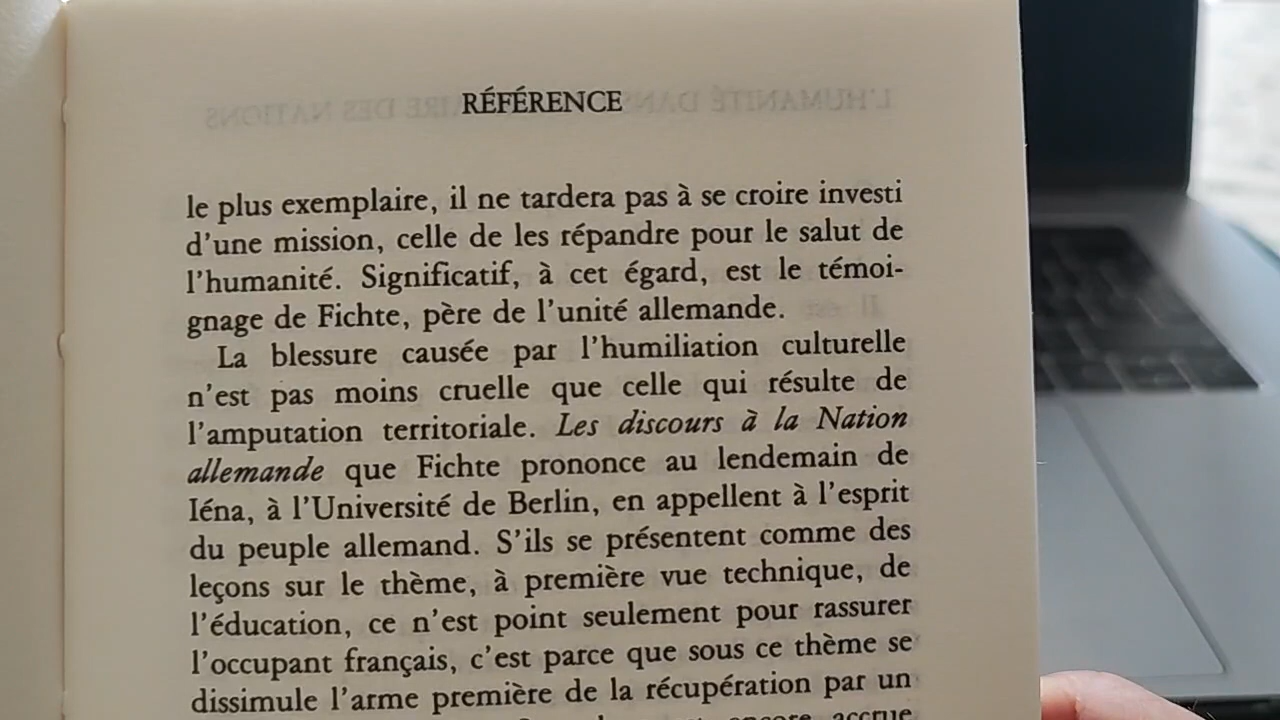 RÉFÉRENCE
le plus exemplaire, il ne tardera pas à se croire investi
d'une mission, celle de les répandre pour le salut de
l'humanité. Significatif, à cet égard, est le témoi-
gnage de Fichte, père de l'unité allemande.
La blessure causée par l'humiliation culturelle
n'est pas moins cruelle que celle qui résulte de
l'amputation territoriale. Les discours à la Nation
allemande que Fichte prononce au lendemain de
Iéna, à l'Université de Berlin, en appellent à l'esprit
du peuple allemand. S'ils se présentent comme des
leçons sur le thème, à première vue technique, de
l'éducation, ce n'est point seulement pour rassurer
l'occupant français, c'est parce que sous ce thème se
dissimule l'arme première de la récupération par un
encore accrue